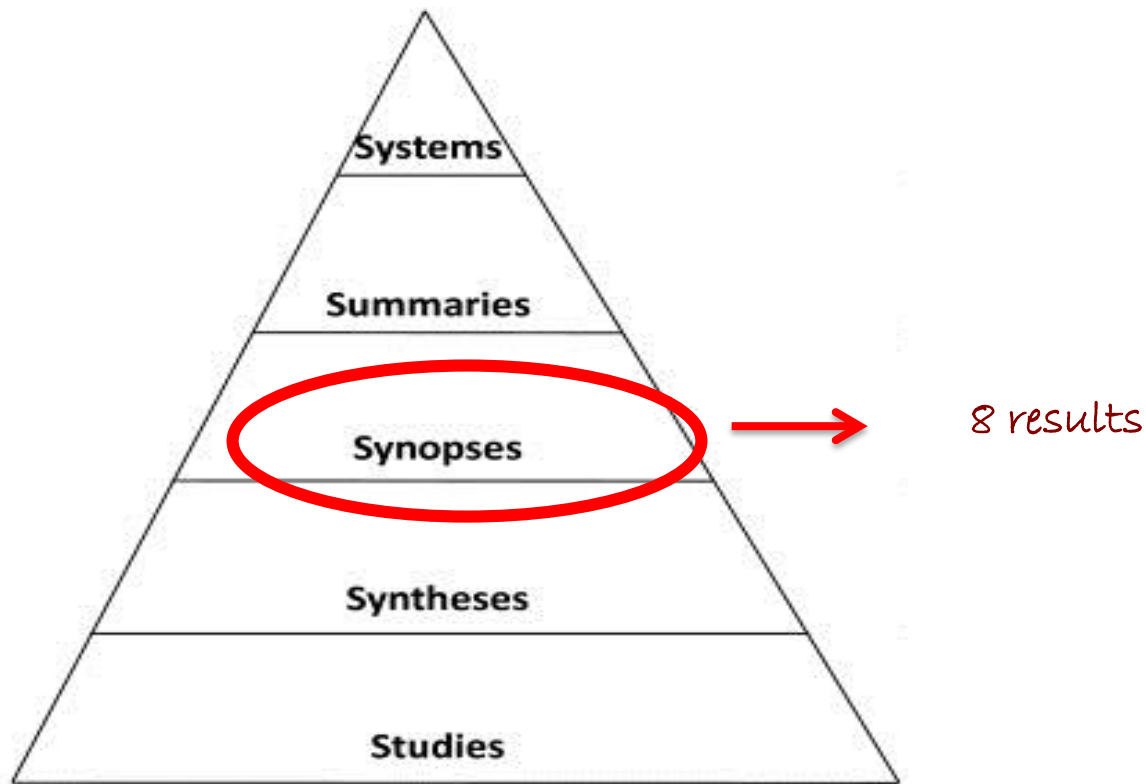 Systems
Summaries
Synopses
8 results
Syntheses
Studies